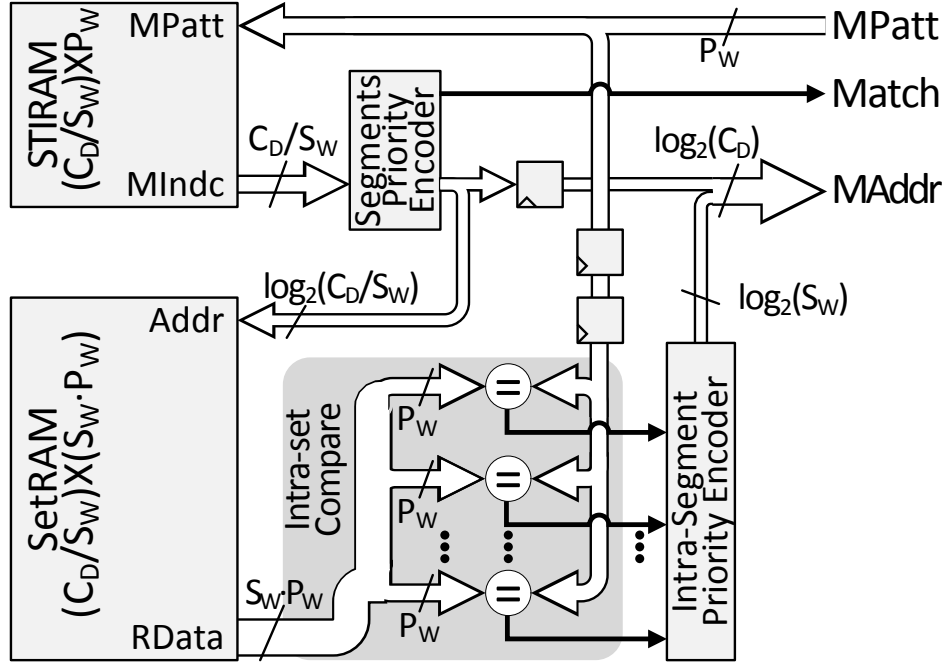 STIRAM
(C_D/S_W)XP_W
MPatt
MIndc
P_W
MPatt
Match
MAddr
C_D/S_W
Segments
Priority
Encoder
log₂(C_D)
log₂(C_D/S_W)
log₂(S_W)
SetRAM
(C_D/S_W)X(S_W·P_W)
Addr
RData
S_W·P_W
Intra-set
Compare
P_W
=
P_W
=
P_W
=
Intra-Segment
Priority Encoder